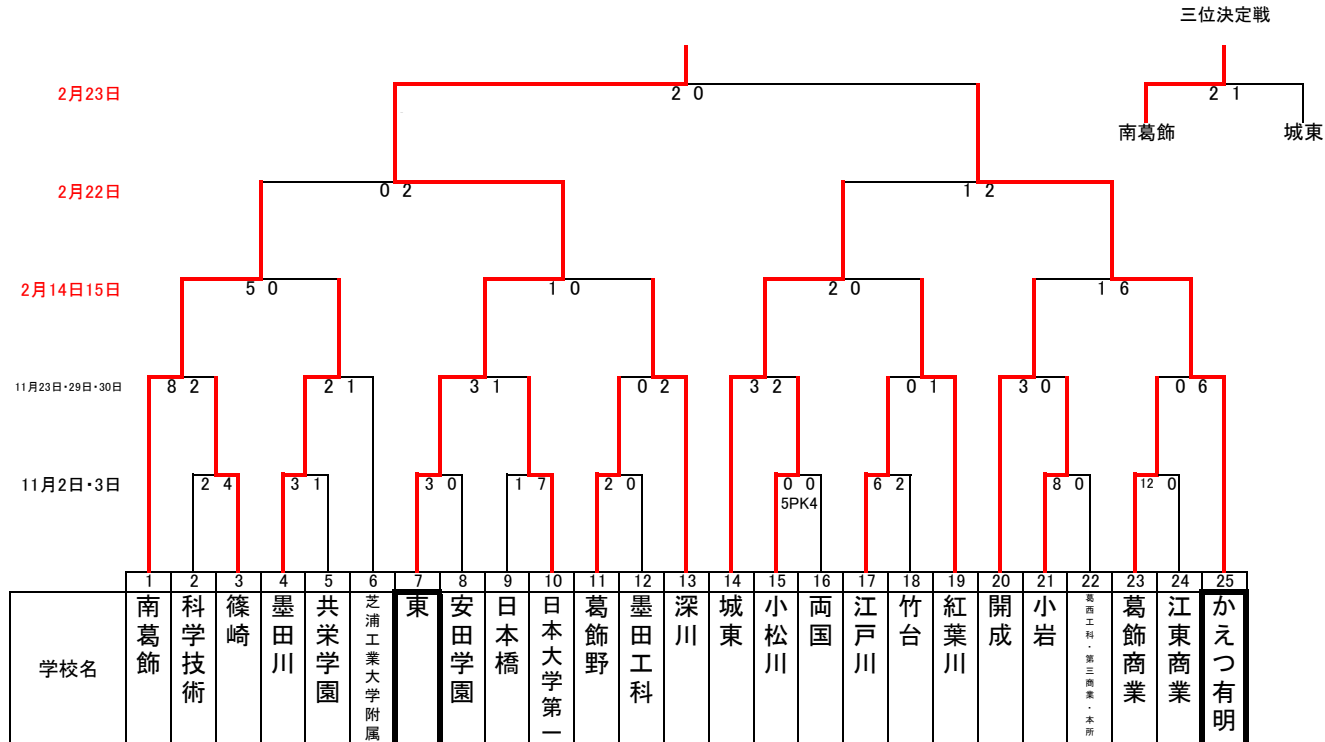 三位決定戦
2月23日
2 0
2 1
南葛飾
城東
2月22日
0 2
1 2
2月14日15日
5 0
1 0
2 0
1 6
11月23日・29日・30日
8 2
2 1
3 1
0 2
3 2
0 1
3 0
0 6
11月2日・3日
2 4
3 1
3 0
1 7
2 0
0 0
6 2
8 0
12 0
5PK4
1 2 3 4 5 6 7 8 9 10 11 12 13 14 15 16 17 18 19 20 21 22 23 24 25
学校名
南葛飾
科学技術
篠崎
墨田川
共栄学園
芝浦工業大学附属
東
安田学園
日本橋
日本大学第一
葛飾野
墨田工科
深川
城東
小松川
両国
江戸川
竹台
紅葉川
開成
小岩
葛西工科・第三商業・本所
葛飾商業
江東商業
かえつ有明